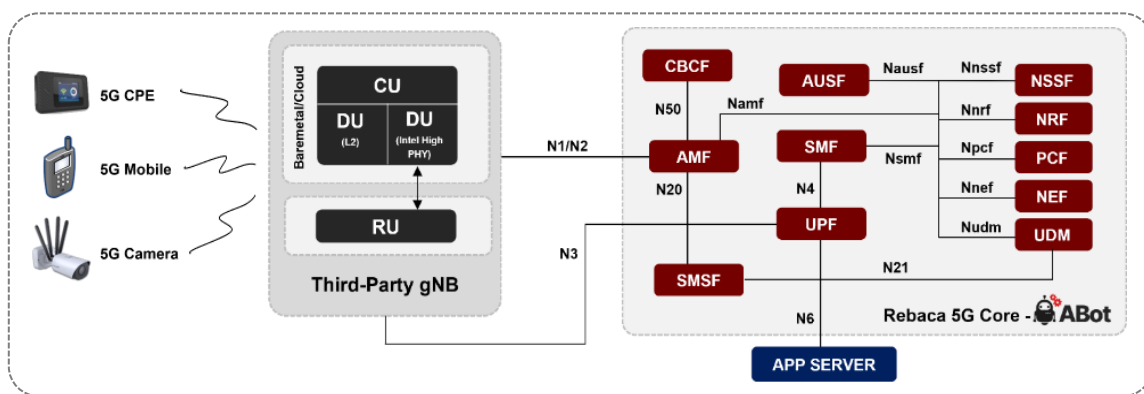 5G CPE
5G Mobile
5G Camera
Baremetal/Cloud
CU
DU
(L2)
DU
(Intel High
PHY)
RU
Third-Party gNB
N1/N2
N3
CBCF
N50
AMF
N20
SMSF
Namf
AUSF
SMF
N4
UPF
N6
Nausf
Nsmf
Nnssf
Nnrf
Npcf
Nnef
Nudm
N21
NSSF
NRF
PCF
NEF
UDM
Rebaca 5G Core -
ABot
APP SERVER